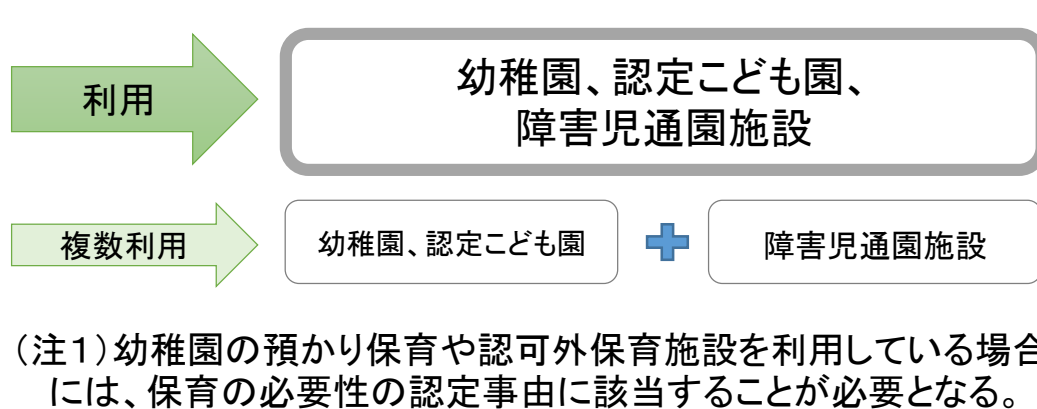 利用
幼稚園、認定こども園、
障害児通園施設
複数利用
幼稚園、認定こども園
障害児通園施設
（注１）幼稚園の預かり保育や認可外保育施設を利用している場合
には、保育の必要性の認定事由に該当することが必要となる。